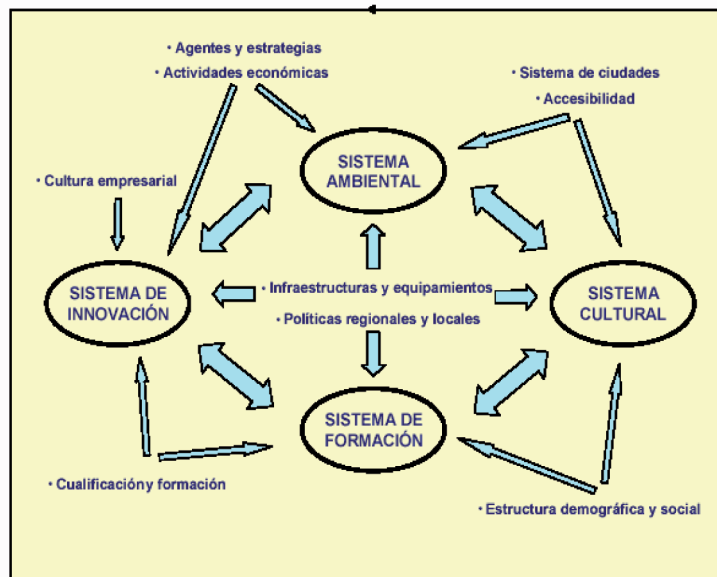 · Agentes y estrategias
· Actividades económicas
· Sistema de ciudades
· Accesibilidad
SISTEMA
AMBIENTAL
· Cultura empresarial
SISTEMA DE
INNOVACIÓN
· Infraestructuras y equipamientos
· Políticas regionales y locales
SISTEMA
CULTURAL
SISTEMA DE
FORMACIÓN
· Cualificacióny formación
· Estructura demográfica y social